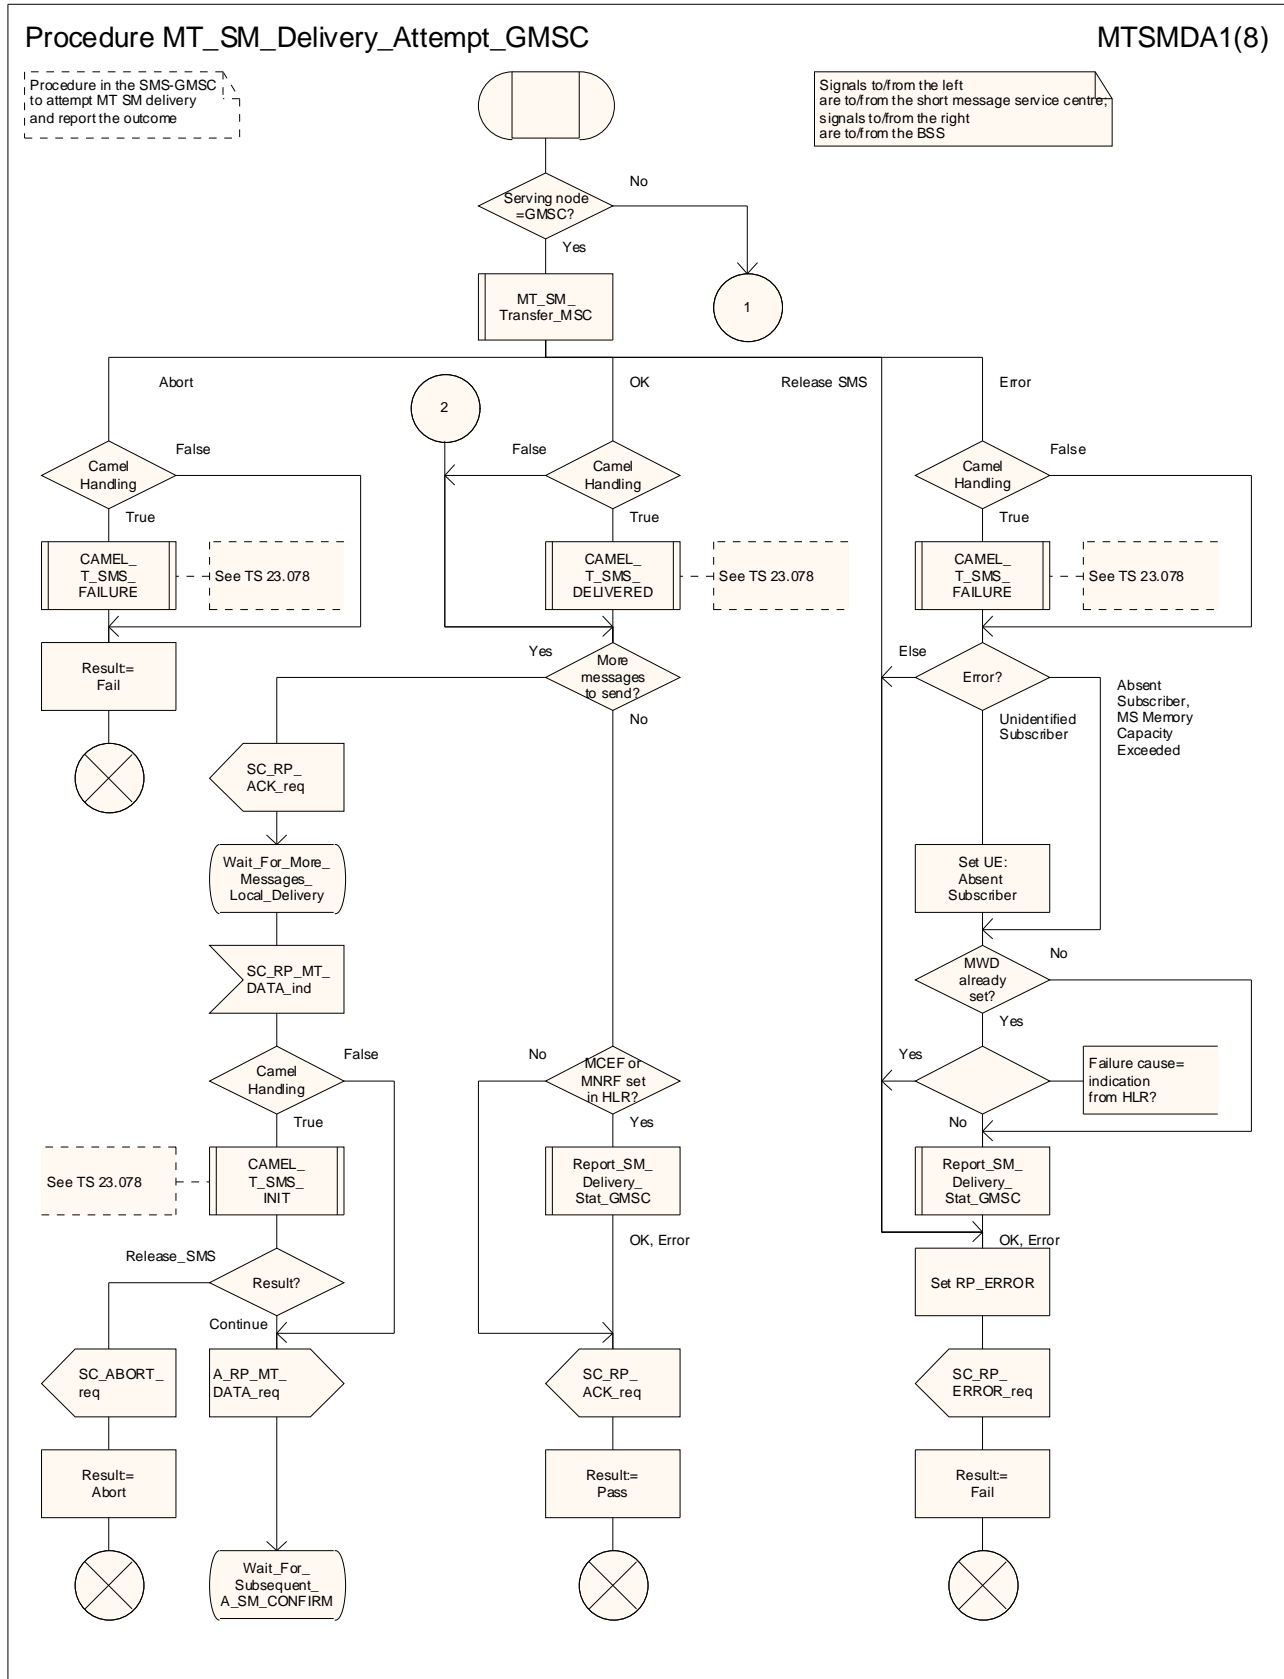 Procedure MT_SM_Delivery_Attempt_GMSC
MTSMDA1(8)
Procedure in the SMS-GMSC
to attempt MT SM delivery
and report the outcome
Signals to/from the left
are to/from the short message service centre;
signals to/from the right
are to/from the BSS
Serving node
=GMSC?
No
Yes
MT_SM_
Transfer_MSC
1
Abort
OK
Release SMS
Error
2
Camel
Handling
False
True
False
Camel
Handling
True
Camel
Handling
False
True
CAMEL_
T_SMS_
FAILURE
See TS 23.078
CAMEL_
T_SMS_
DELIVERED
See TS 23.078
CAMEL_
T_SMS_
FAILURE
See TS 23.078
Result:=
Fail
Yes
More
messages
to send?
No
Else
Error?
Unidentified
Subscriber
Absent
Subscriber,
MS Memory
Capacity
Exceeded
SC_RP_
ACK_req
Wait_For_More_
Messages_
Local_Delivery
Set UE:
Absent
Subscriber
SC_RP_MT_
DATA_ind
MWD
already
set?
No
Yes
Camel
Handling
False
True
No
MCEF or
MNRF set
in HLR?
Yes
Yes
Failure cause=
indication
from HLR?
No
See TS 23.078
CAMEL_
T_SMS_
INIT
Report_SM_
Delivery_
Stat_GMSC
Report_SM_
Delivery_
Stat_GMSC
OK, Error
OK, Error
Release_SMS
Result?
Continue
Set RP_ERROR
SC_ABORT_
req
A_RP_MT_
DATA_req
SC_RP_
ACK_req
SC_RP_
ERROR_req
Result:=
Abort
Result:=
Pass
Result:=
Fail
Wait_For_
Subsequent_
A_SM_CONFIRM